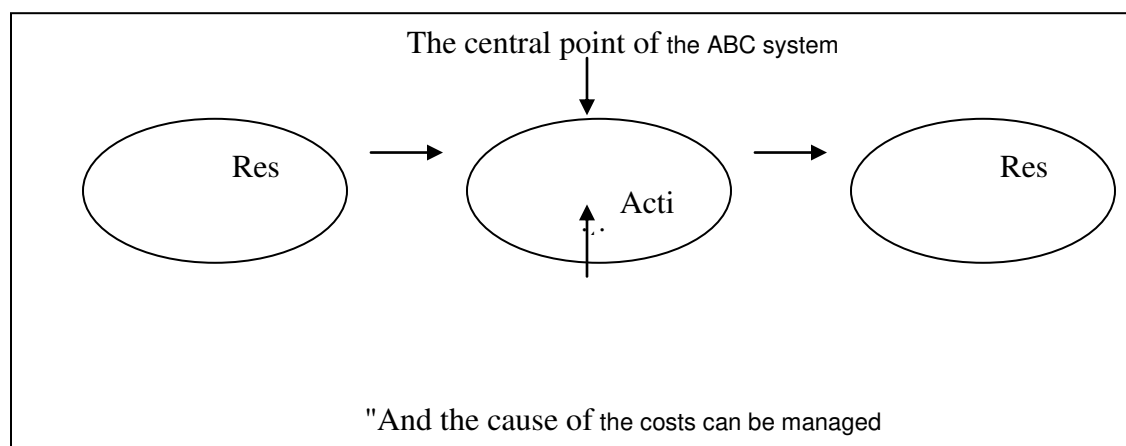 The central point of the ABC system
Res
Res
Acti
"And the cause of the costs can be managed